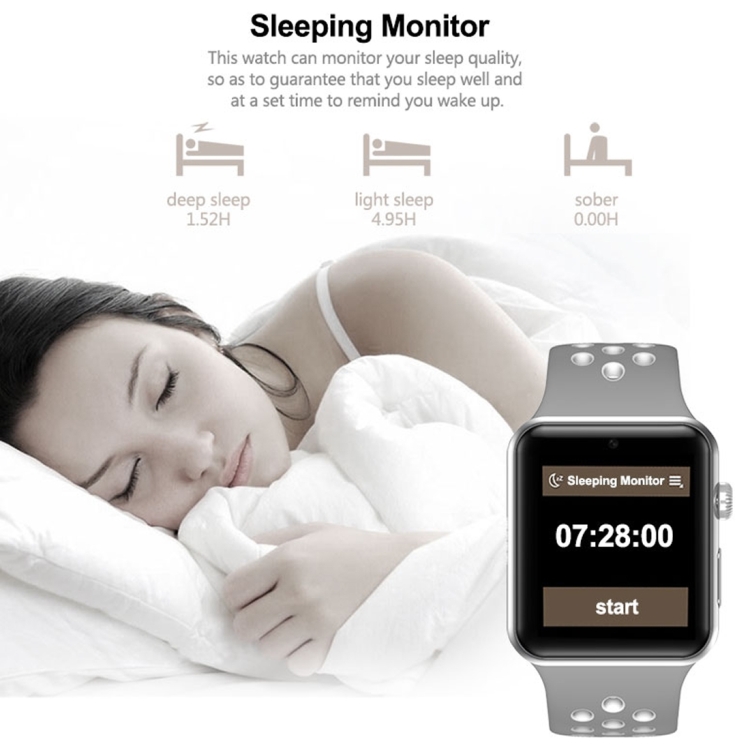 Sleeping Monitor
This watch can monitor your sleep quality,
so as to guarantee that you sleep well and
at a set time to remind you wake up.
deep sleep light sleep sober
1.52H 4.95H 0.00H
Sleeping Monitor
07:28:00
start